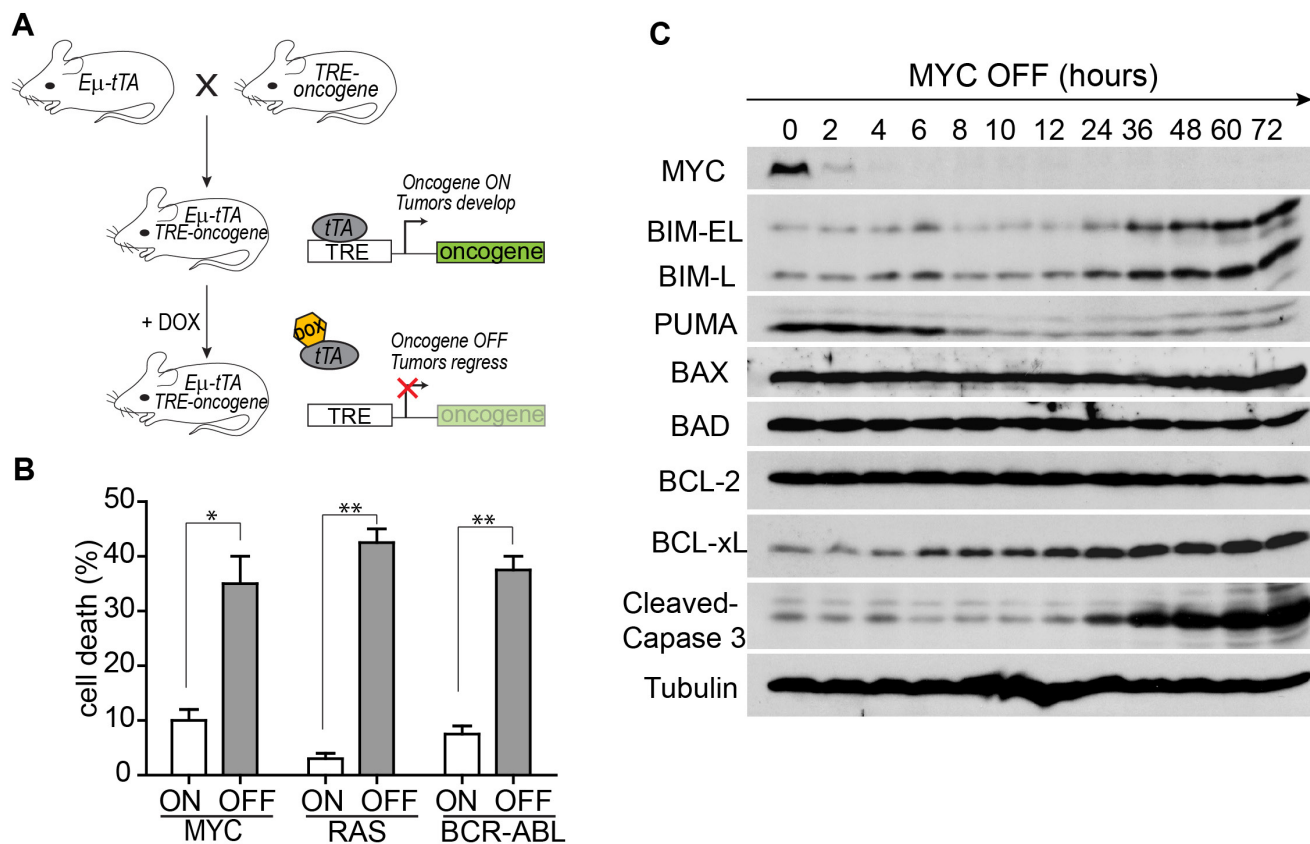 A
Eμ-tTA
X
TRE-
oncogene
Eμ-tTA
TRE-oncogene
Oncogene ON
Tumors develop
tTA
TRE
oncogene
+ DOX
DOX
tTA
Oncogene OFF
Tumors regress
Eμ-tTA
TRE-oncogene
TRE
oncogene
B
cell death (%)
50
40
30
20
10
0
*
**
**
ON OFF ON OFF ON OFF
MYC RAS BCR-ABL
C
MYC OFF (hours)
0 2 4 6 8 10 12 24 36 48 60 72
MYC
BIM-EL
BIM-L
PUMA
BAX
BAD
BCL-2
BCL-xL
Cleaved-
Capase 3
Tubulin